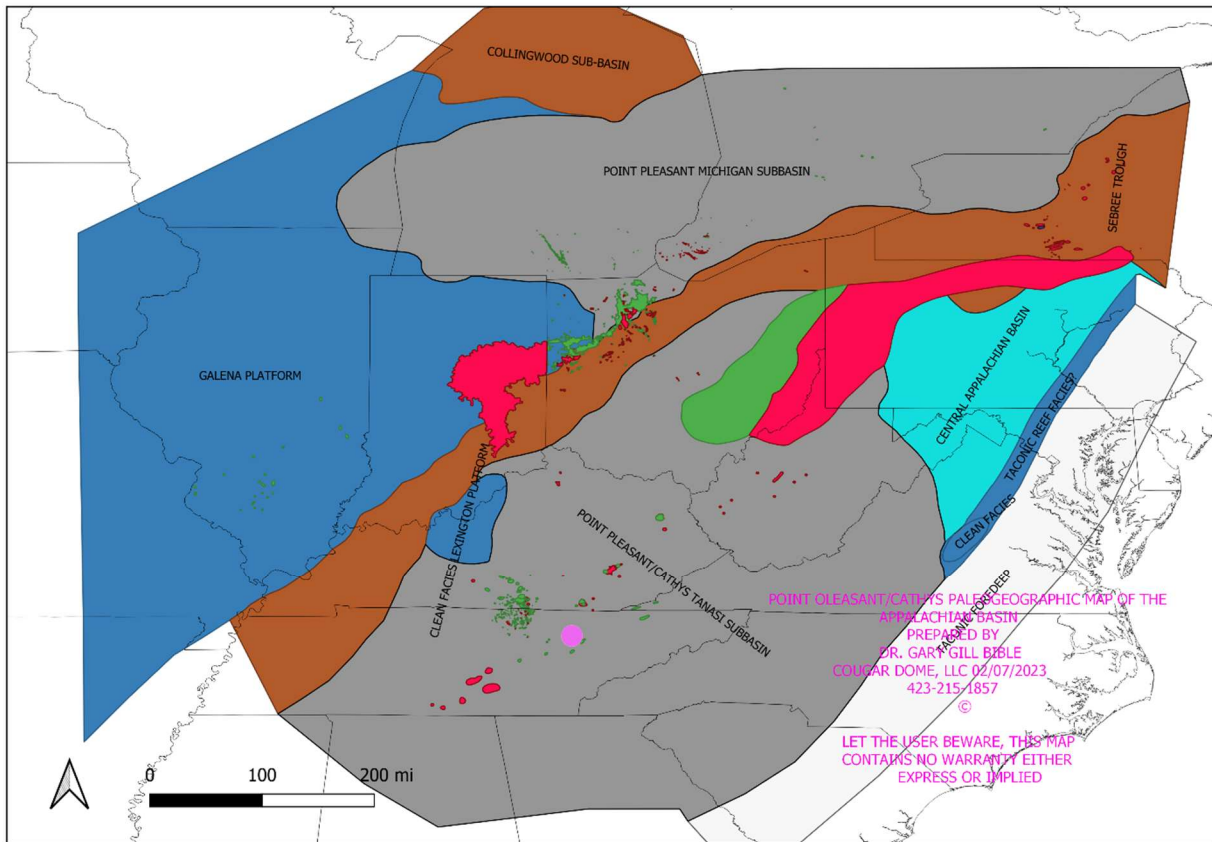 COLLINGWOOD SUB-BASIN
POINT PLEASANT MICHIGAN SUBBASIN
SEBREE TROUGH
GALENA PLATFORM
CENTRAL APPALACHIAN BASIN
TACONIC REEF FACIES?
CLEAN FACIES
CLEAN FACIES LEXINGTON PLATFORM
POINT PLEASANT/CATHYS TANASI SUBBASIN
TACONIC FOREDEEP
POINT OLEASANT/CATHYS PALEOGEOGRAPHIC MAP OF THE
APPALACHIAN BASIN
PREPARED BY
DR. GARY GILL BIBLE
COUGAR DOME, LLC 02/07/2023
423-215-1857
©
LET THE USER BEWARE, THIS MAP
CONTAINS NO WARRANTY EITHER
EXPRESS OR IMPLIED
0 100 200 mi